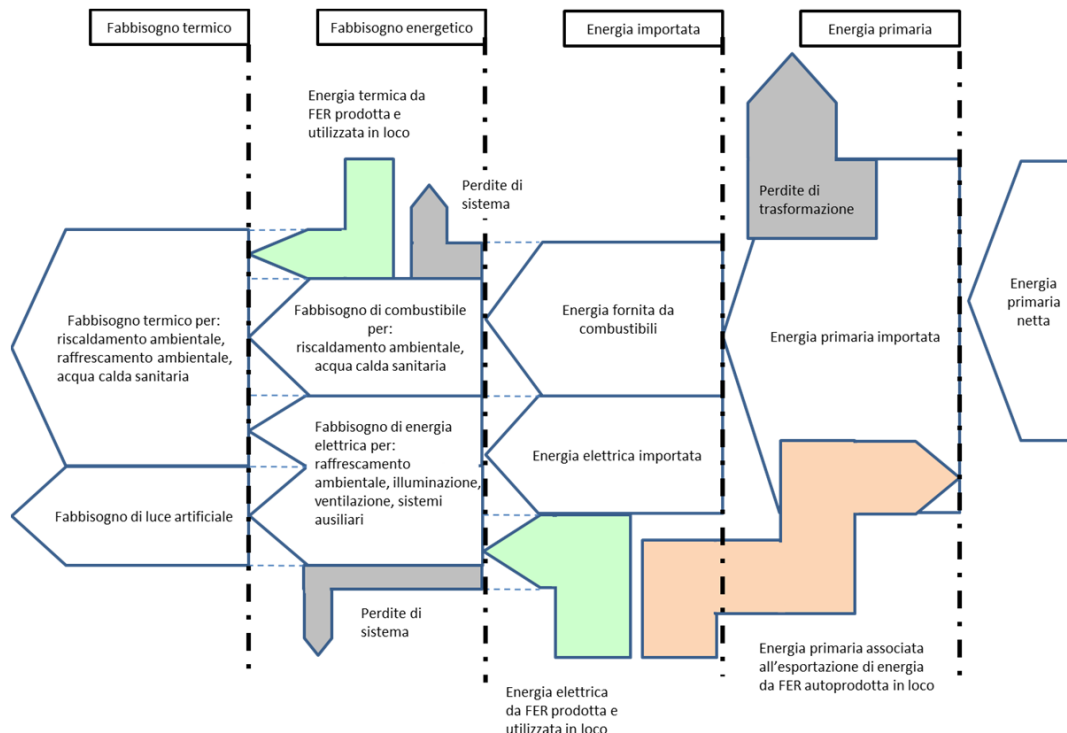 Fabbisogno termico
Fabbisogno energetico
Energia importata
Energia primaria
Energia termica da
FER prodotta e
utilizzata in loco
Perdite di
sistema
Perdite di
trasformazione
Fabbisogno termico per:
riscaldamento ambientale,
raffrescamento ambientale,
acqua calda sanitaria
Fabbisogno di combustibile
per:
riscaldamento ambientale,
acqua calda sanitaria
Energia fornita da
combustibili
Energia primaria importata
Energia
primaria
netta
Fabbisogno di luce artificiale
Fabbisogno di energia
elettrica per:
raffrescamento
ambientale, illuminazione,
ventilazione, sistemi
ausiliari
Energia elettrica importata
Perdite di
sistema
Energia elettrica
da FER prodotta e
utilizzata in loco
Energia primaria associata
all'esportazione di energia
da FER autoprodotta in loco